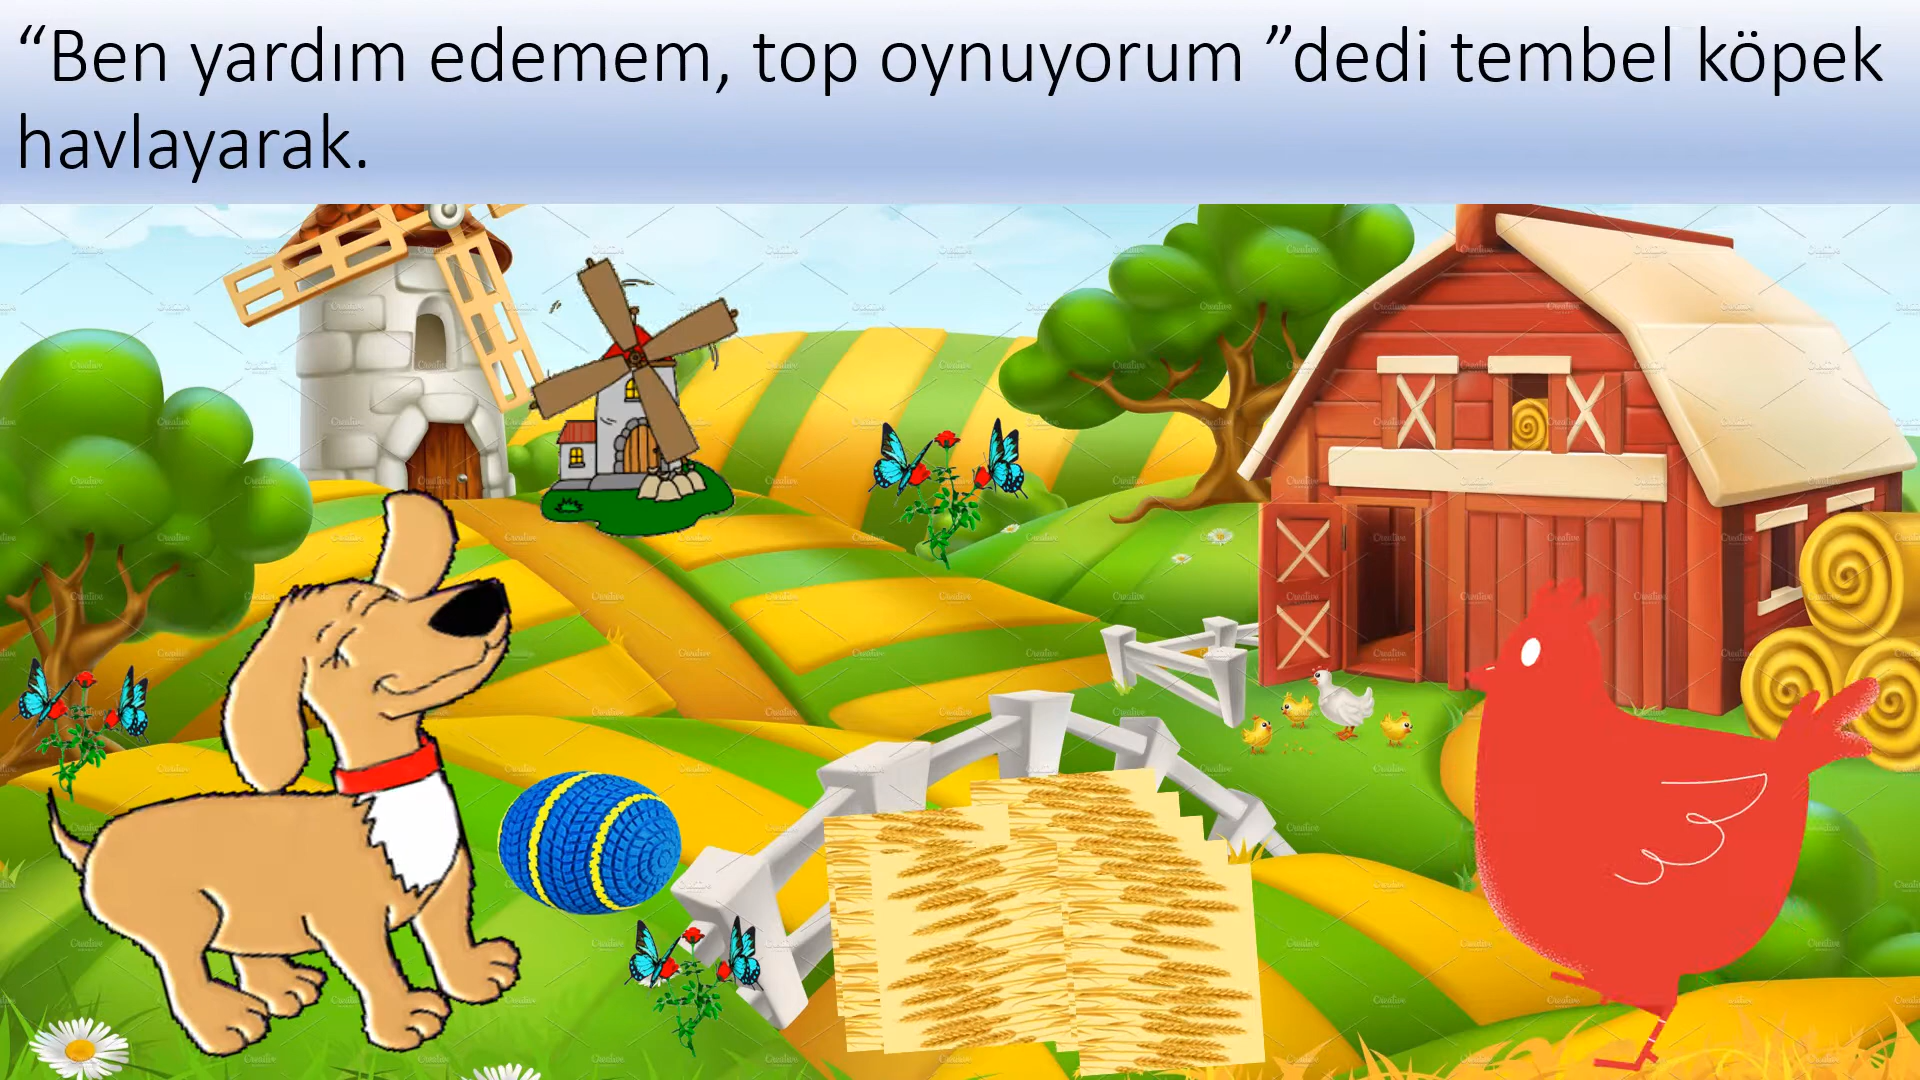 “Ben yardım edemem, top oynuyorum ”dedi tembel köpek
havlayarak.